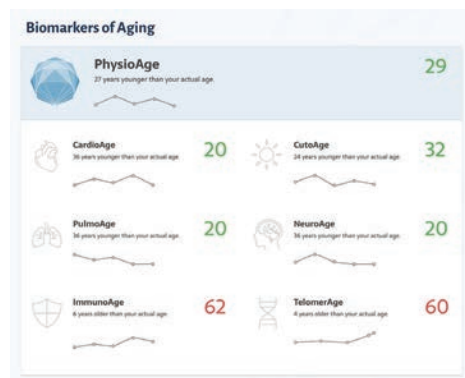 Biomarkers of Aging
PhysioAge
27 years younger than your actual age.
29
CardioAge
36 years younger than your actual age.
20
CutoAge
24 years younger than your actual age.
32
PulmoAge
36 years younger than your actual age.
20
NeuroAge
36 years younger than your actual age.
20
ImmunoAge
6 years older than your actual age.
62
TelomerAge
4 years older than your actual age.
60